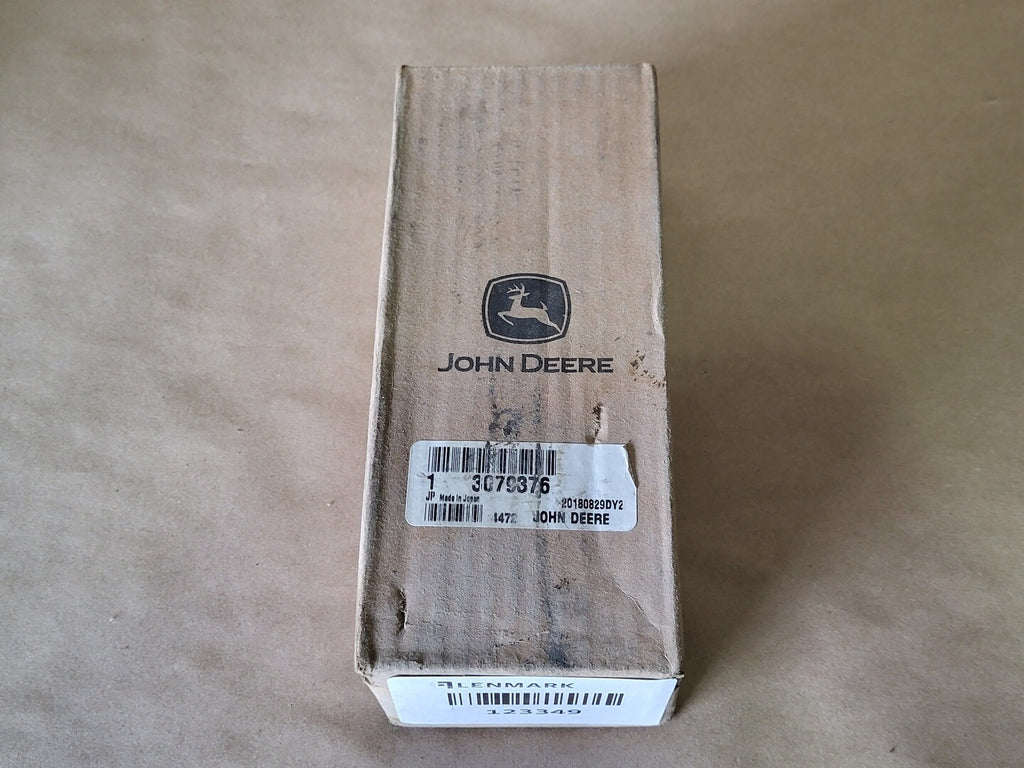 JOHN DEERE
1 3079376
JP Made In Japan 20180829DY2
4472 JOHN DEERE
LENMARK
123349